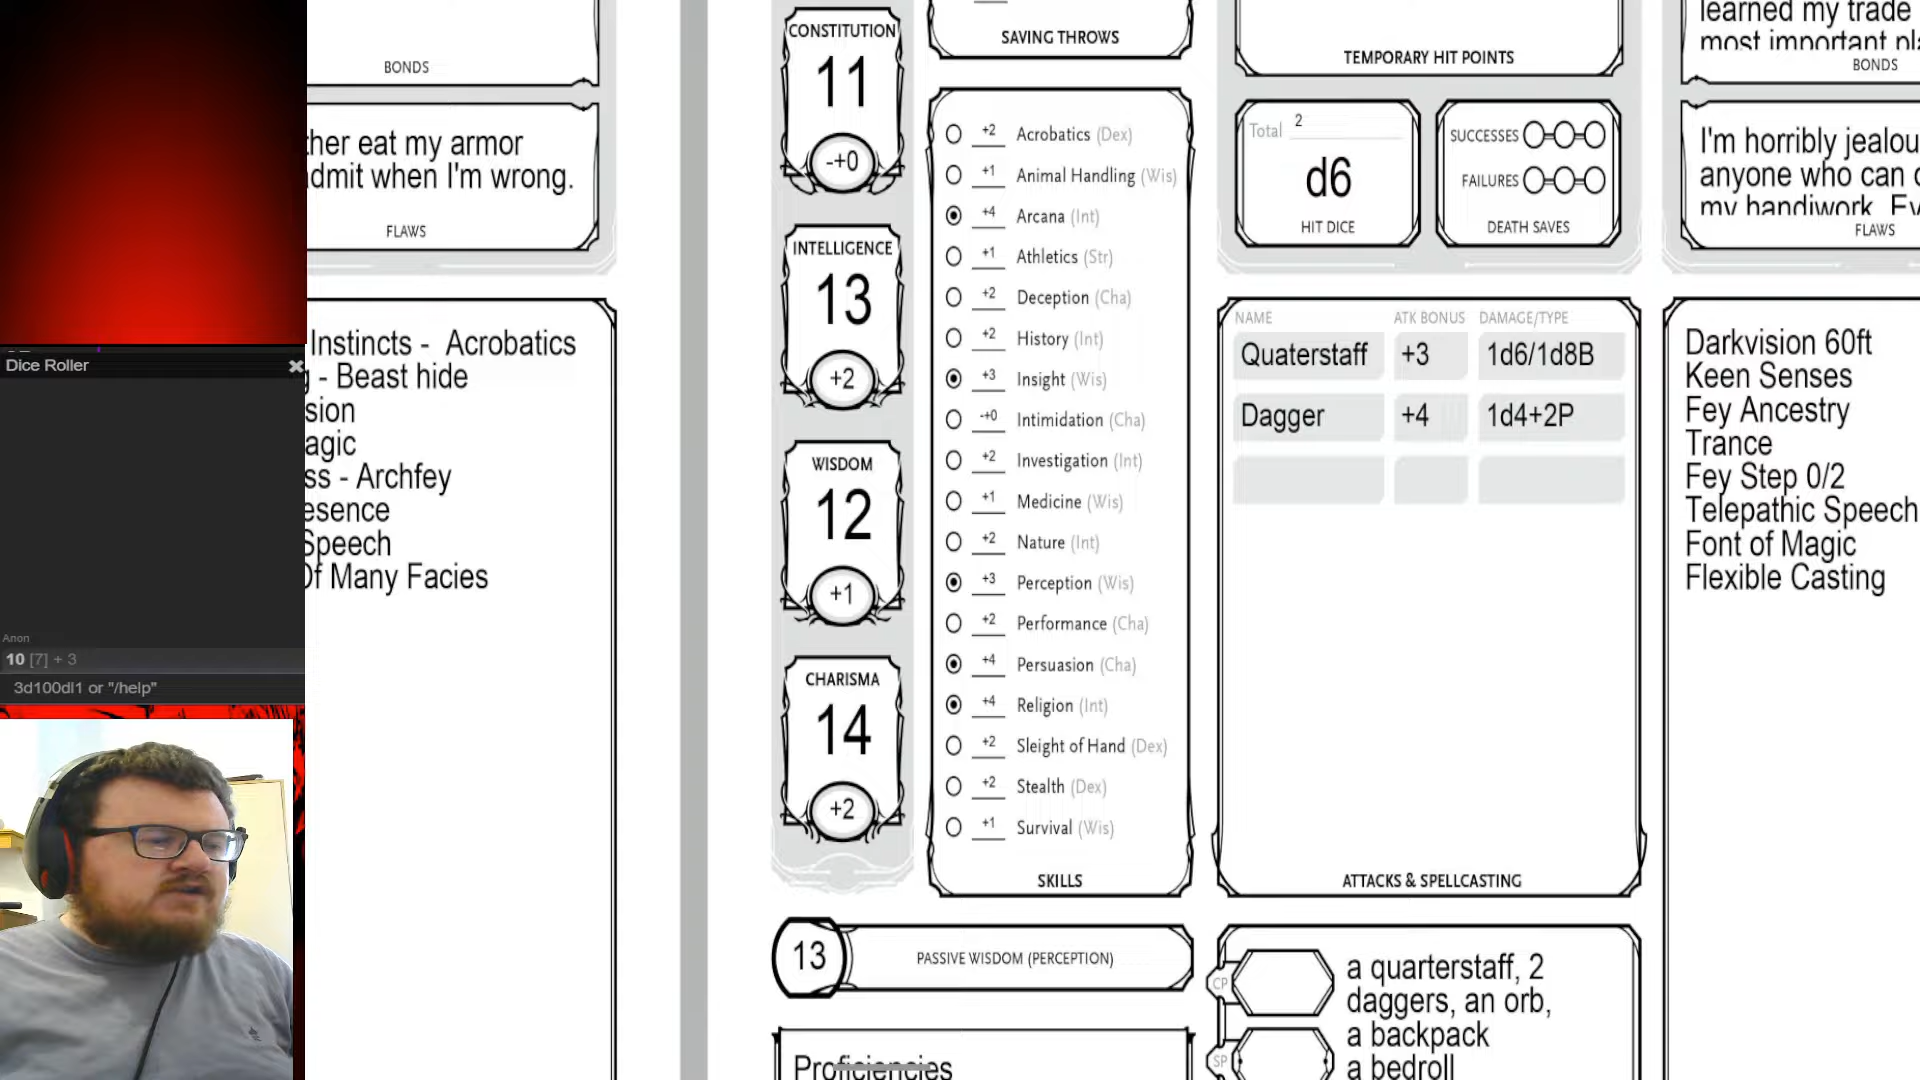 BONDS
ther eat my armor
dmit when I'm wrong.
FLAWS
Instincts - Acrobatics
- Beast hide
sion
agic
ss - Archfey
esence
Speech
Of Many Facies
Dice Roller
Anon
10 [7] + 3
3d100dl1 or "/help"
CONSTITUTION
11
-+0
INTELLIGENCE
13
+2
WISDOM
12
+1
CHARISMA
14
+2
SAVING THROWS
+2 Acrobatics (Dex)
+1 Animal Handling (Wis)
+4 Arcana (Int)
+1 Athletics (Str)
+2 Deception (Cha)
+2 History (Int)
+3 Insight (Wis)
-+0 Intimidation (Cha)
+2 Investigation (Int)
+1 Medicine (Wis)
+2 Nature (Int)
+3 Perception (Wis)
+2 Performance (Cha)
+4 Persuasion (Cha)
+4 Religion (Int)
+2 Sleight of Hand (Dex)
+2 Stealth (Dex)
+1 Survival (Wis)
SKILLS
13 PASSIVE WISDOM (PERCEPTION)
Proficiencies
TEMPORARY HIT POINTS
Total 2
d6
HIT DICE
SUCCESSES
FAILURES
DEATH SAVES
NAME ATK BONUS DAMAGE/TYPE
Quaterstaff +3 1d6/1d8B
Dagger +4 1d4+2P
ATTACKS & SPELLCASTING
CP
SP
a quarterstaff, 2
daggers, an orb,
a backpack
a bedroll
learned my trade
most important pla
BONDS
I'm horribly jealou
anyone who can
my handiwork. Ev
FLAWS
Darkvision 60ft
Keen Senses
Fey Ancestry
Trance
Fey Step 0/2
Telepathic Speech
Font of Magic
Flexible Casting